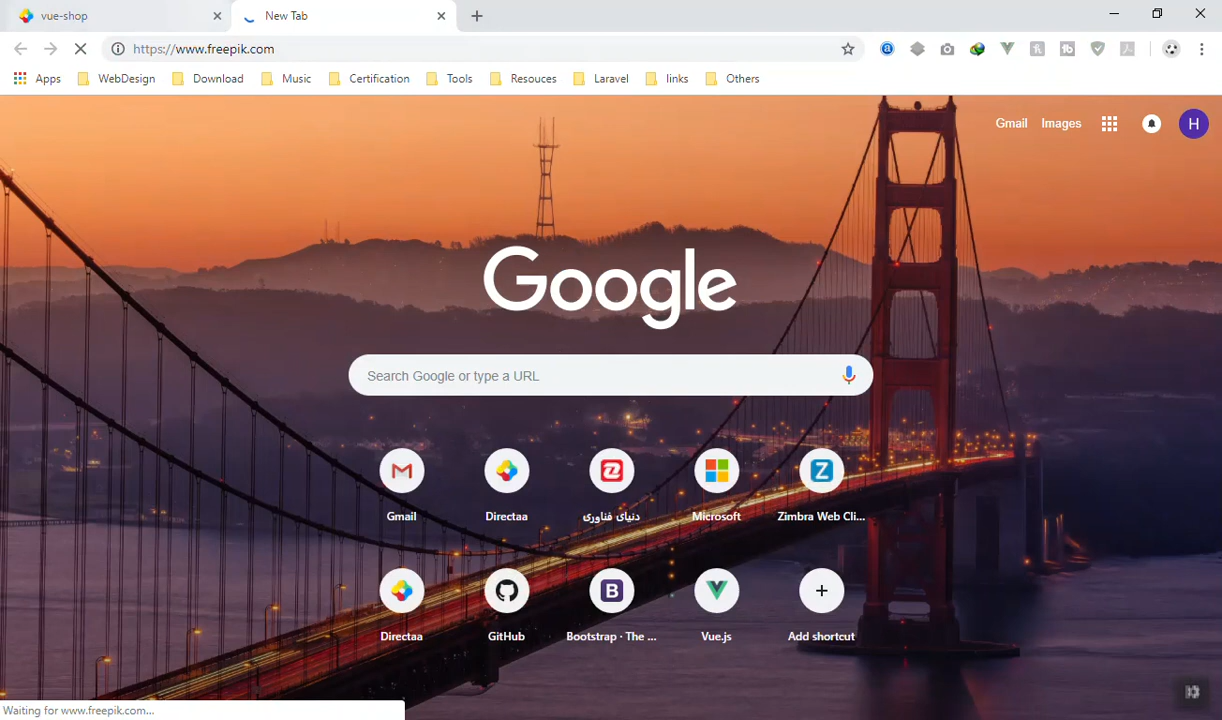 vue-shop
New Tab
https://www.freepik.com
Apps
WebDesign
Download
Music
Certification
Tools
Resouces
Laravel
links
Others
Gmail
Images
H
Google
Search Google or type a URL
Gmail
Directaa
دنیای فناوری
Microsoft
Zimbra Web Cli...
Directaa
GitHub
Bootstrap · The ...
Vue.js
Add shortcut
Waiting for www.freepik.com...